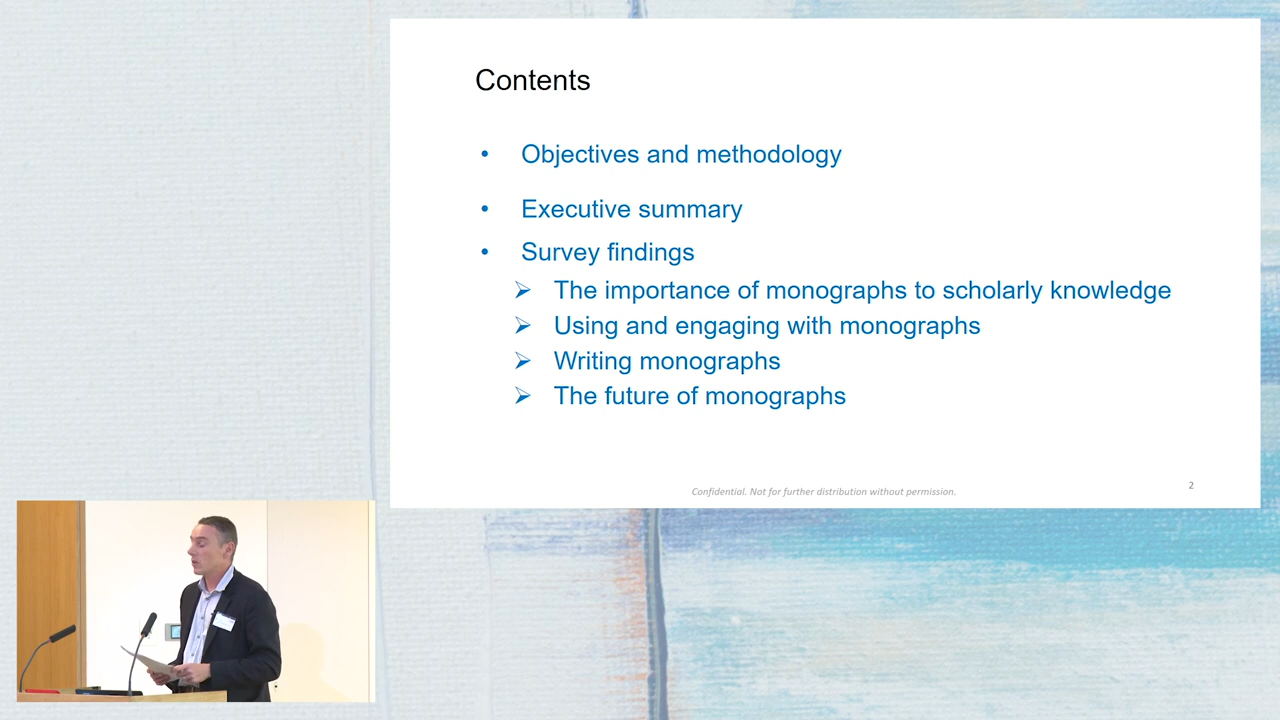 Contents
• Objectives and methodology
• Executive summary
• Survey findings
➢ The importance of monographs to scholarly knowledge
➢ Using and engaging with monographs
➢ Writing monographs
➢ The future of monographs
Confidential. Not for further distribution without permission.
2